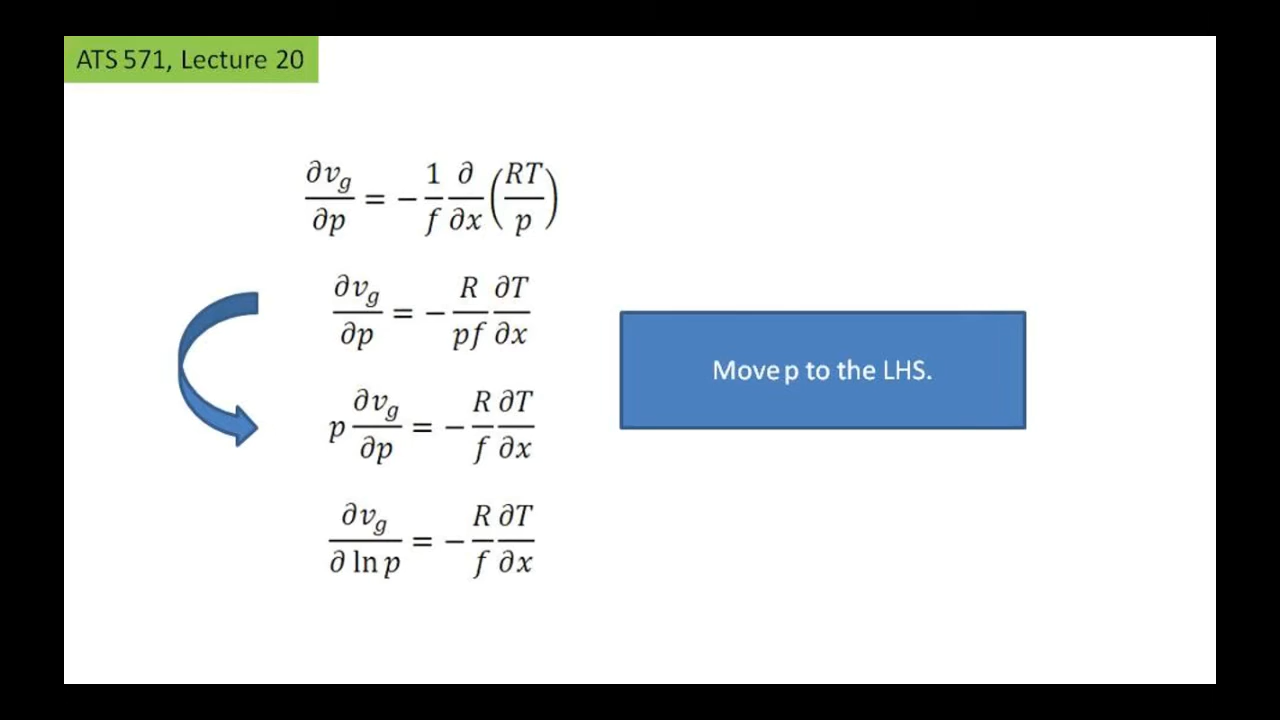 ATS 571, Lecture 20
∂v_g/∂p = − 1/f ∂/∂x (RT/p)
∂v_g/∂p = − R/pf ∂T/∂x
Move p to the LHS.
p ∂v_g/∂p = − R/f ∂T/∂x
∂v_g/∂ ln p = − R/f ∂T/∂x